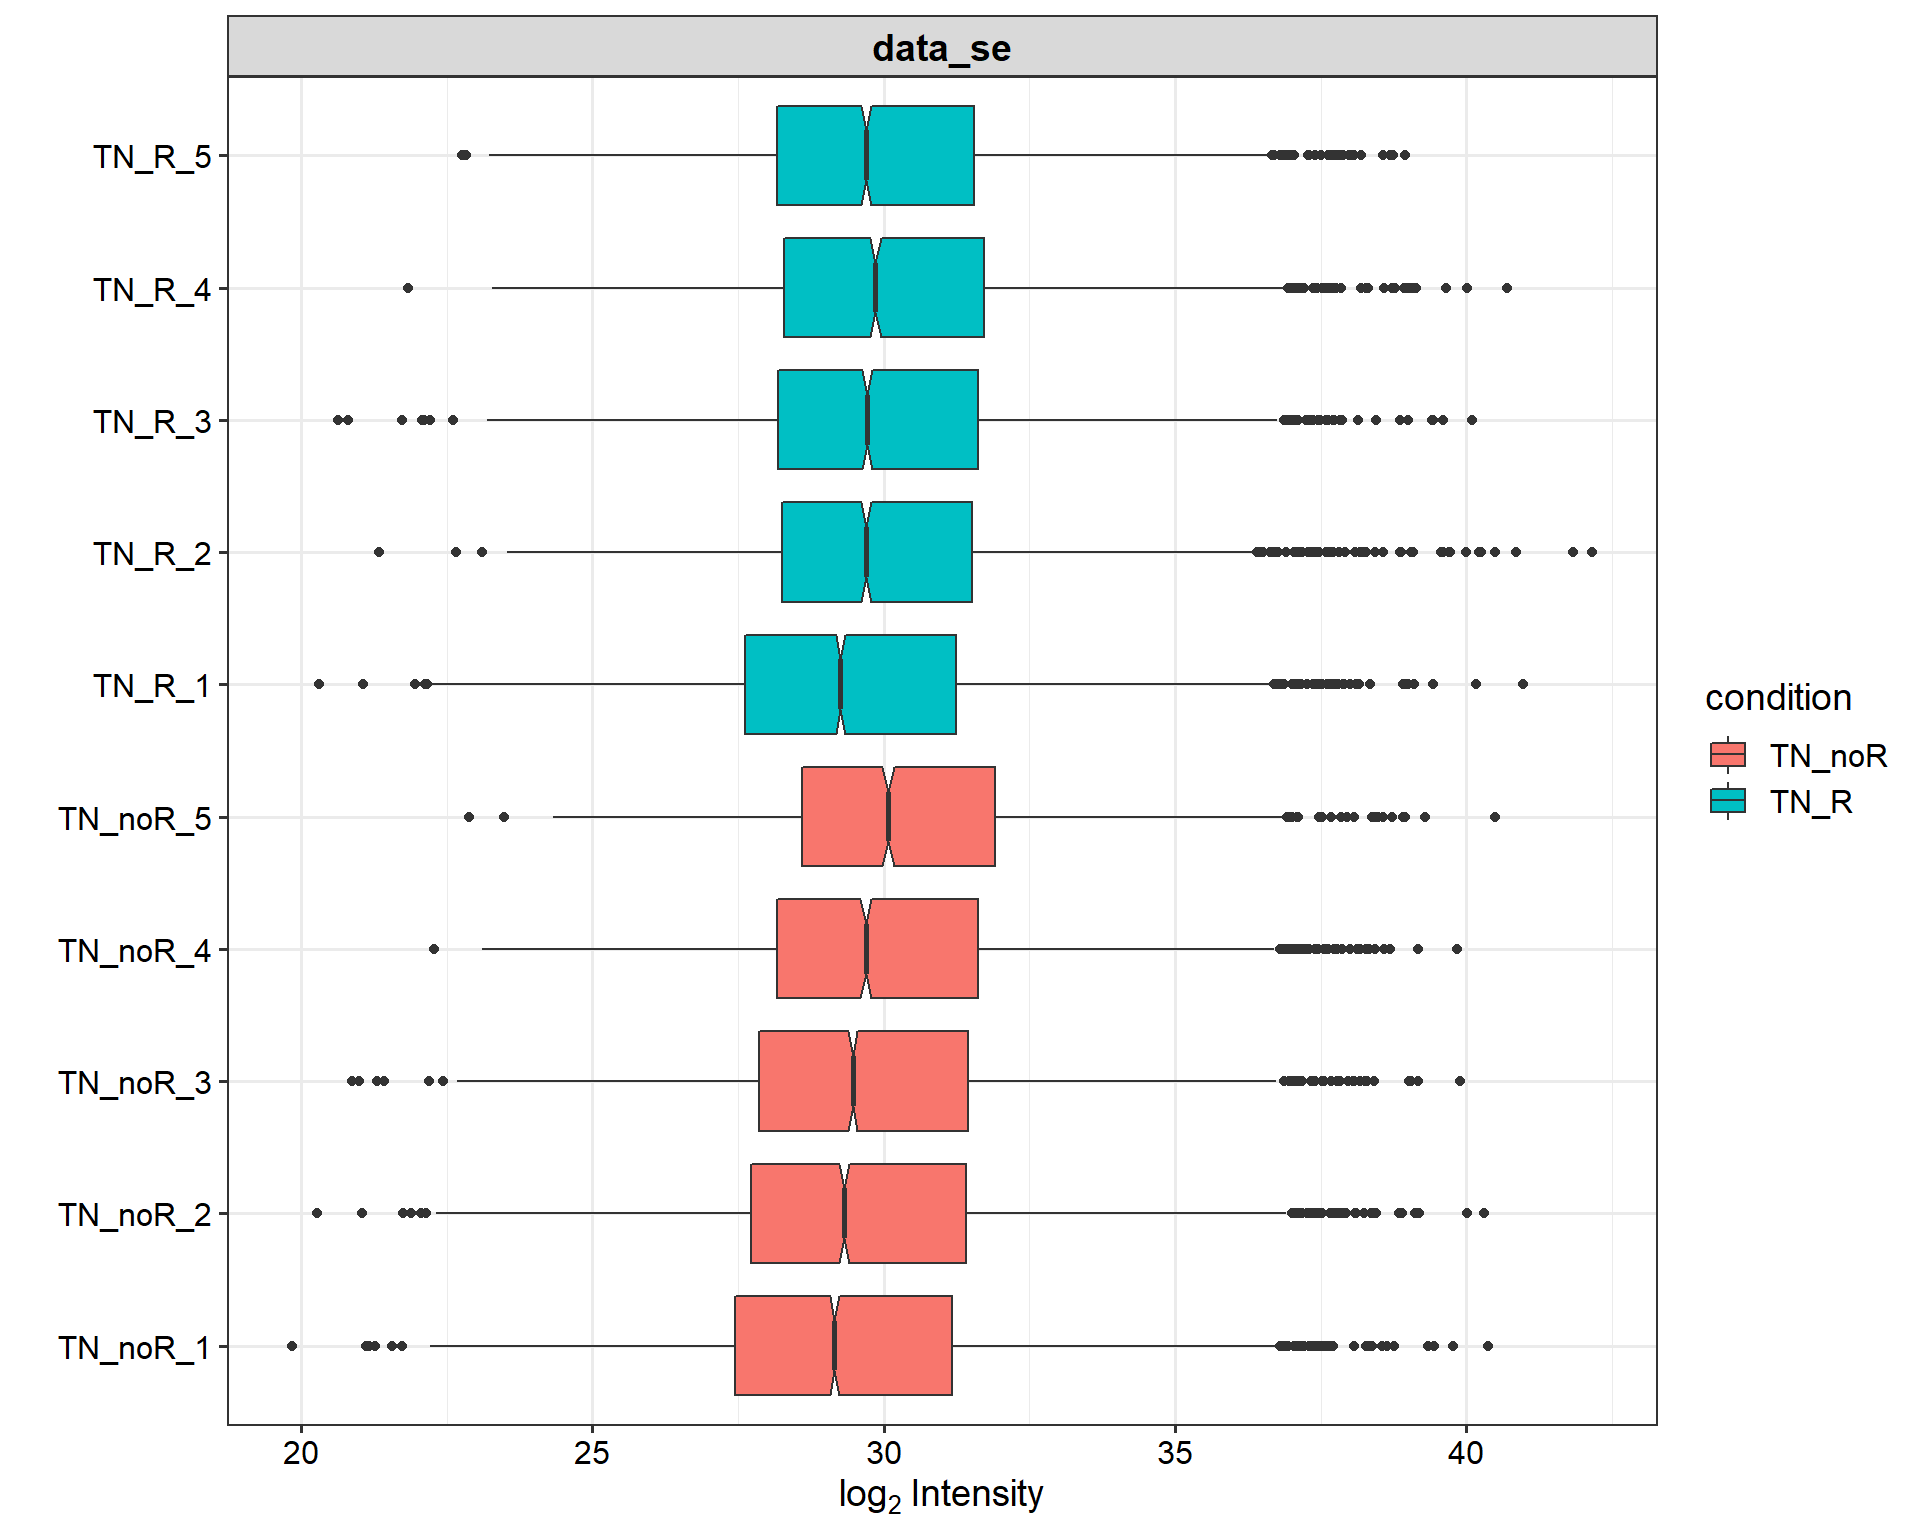 data_se
TN_R_5
TN_R_4
TN_R_3
TN_R_2
TN_R_1
TN_noR_5
TN_noR_4
TN_noR_3
TN_noR_2
TN_noR_1
condition
TN_noR
TN_R
20 25 30 35 40
log₂ Intensity